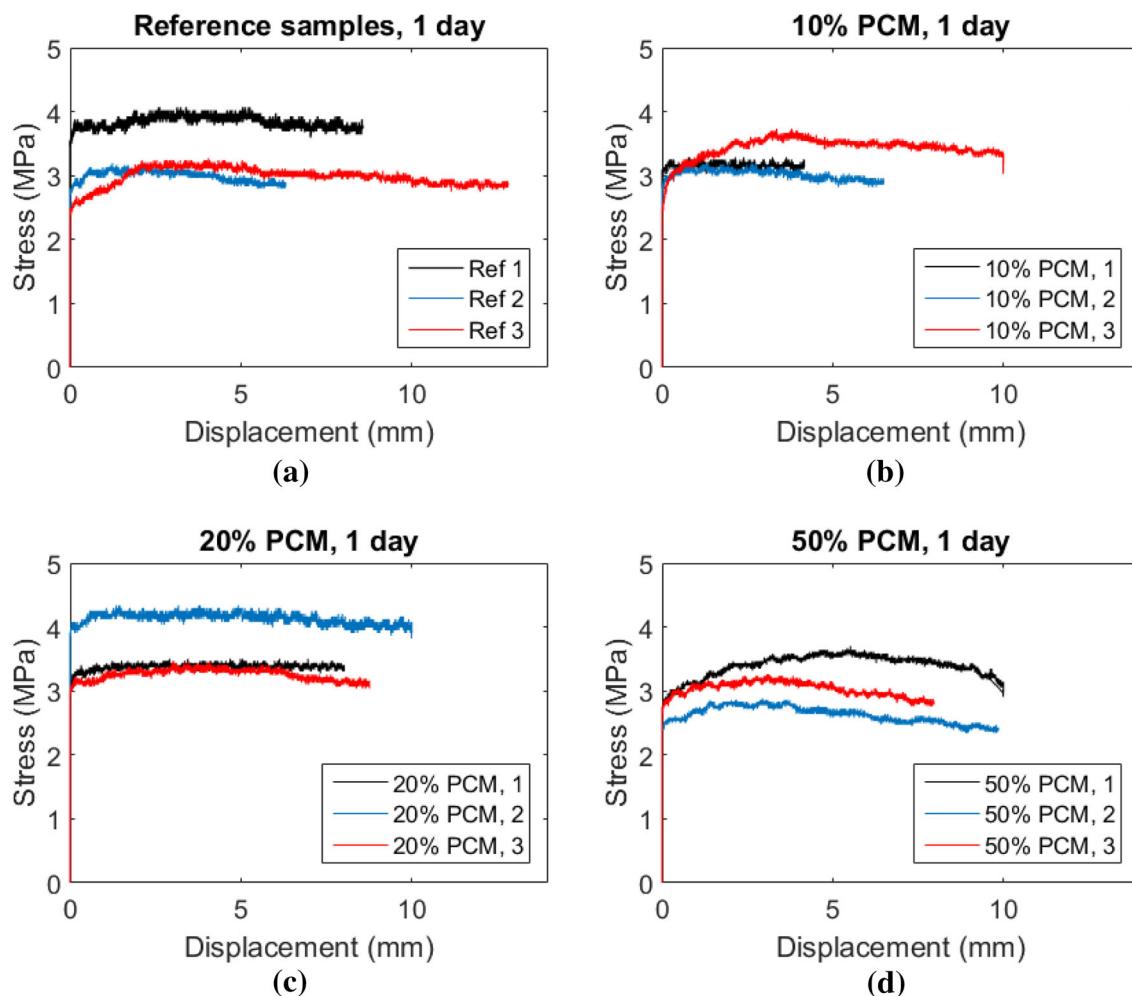 Reference samples, 1 day
5
4
3
2
1
0
Stress (MPa)
Ref 1
Ref 2
Ref 3
0 5 10
Displacement (mm)
(a)
10% PCM, 1 day
5
4
3
2
1
0
Stress (MPa)
10% PCM, 1
10% PCM, 2
10% PCM, 3
0 5 10
Displacement (mm)
(b)
20% PCM, 1 day
5
4
3
2
1
0
Stress (MPa)
20% PCM, 1
20% PCM, 2
20% PCM, 3
0 5 10
Displacement (mm)
(c)
50% PCM, 1 day
5
4
3
2
1
0
Stress (MPa)
50% PCM, 1
50% PCM, 2
50% PCM, 3
0 5 10
Displacement (mm)
(d)